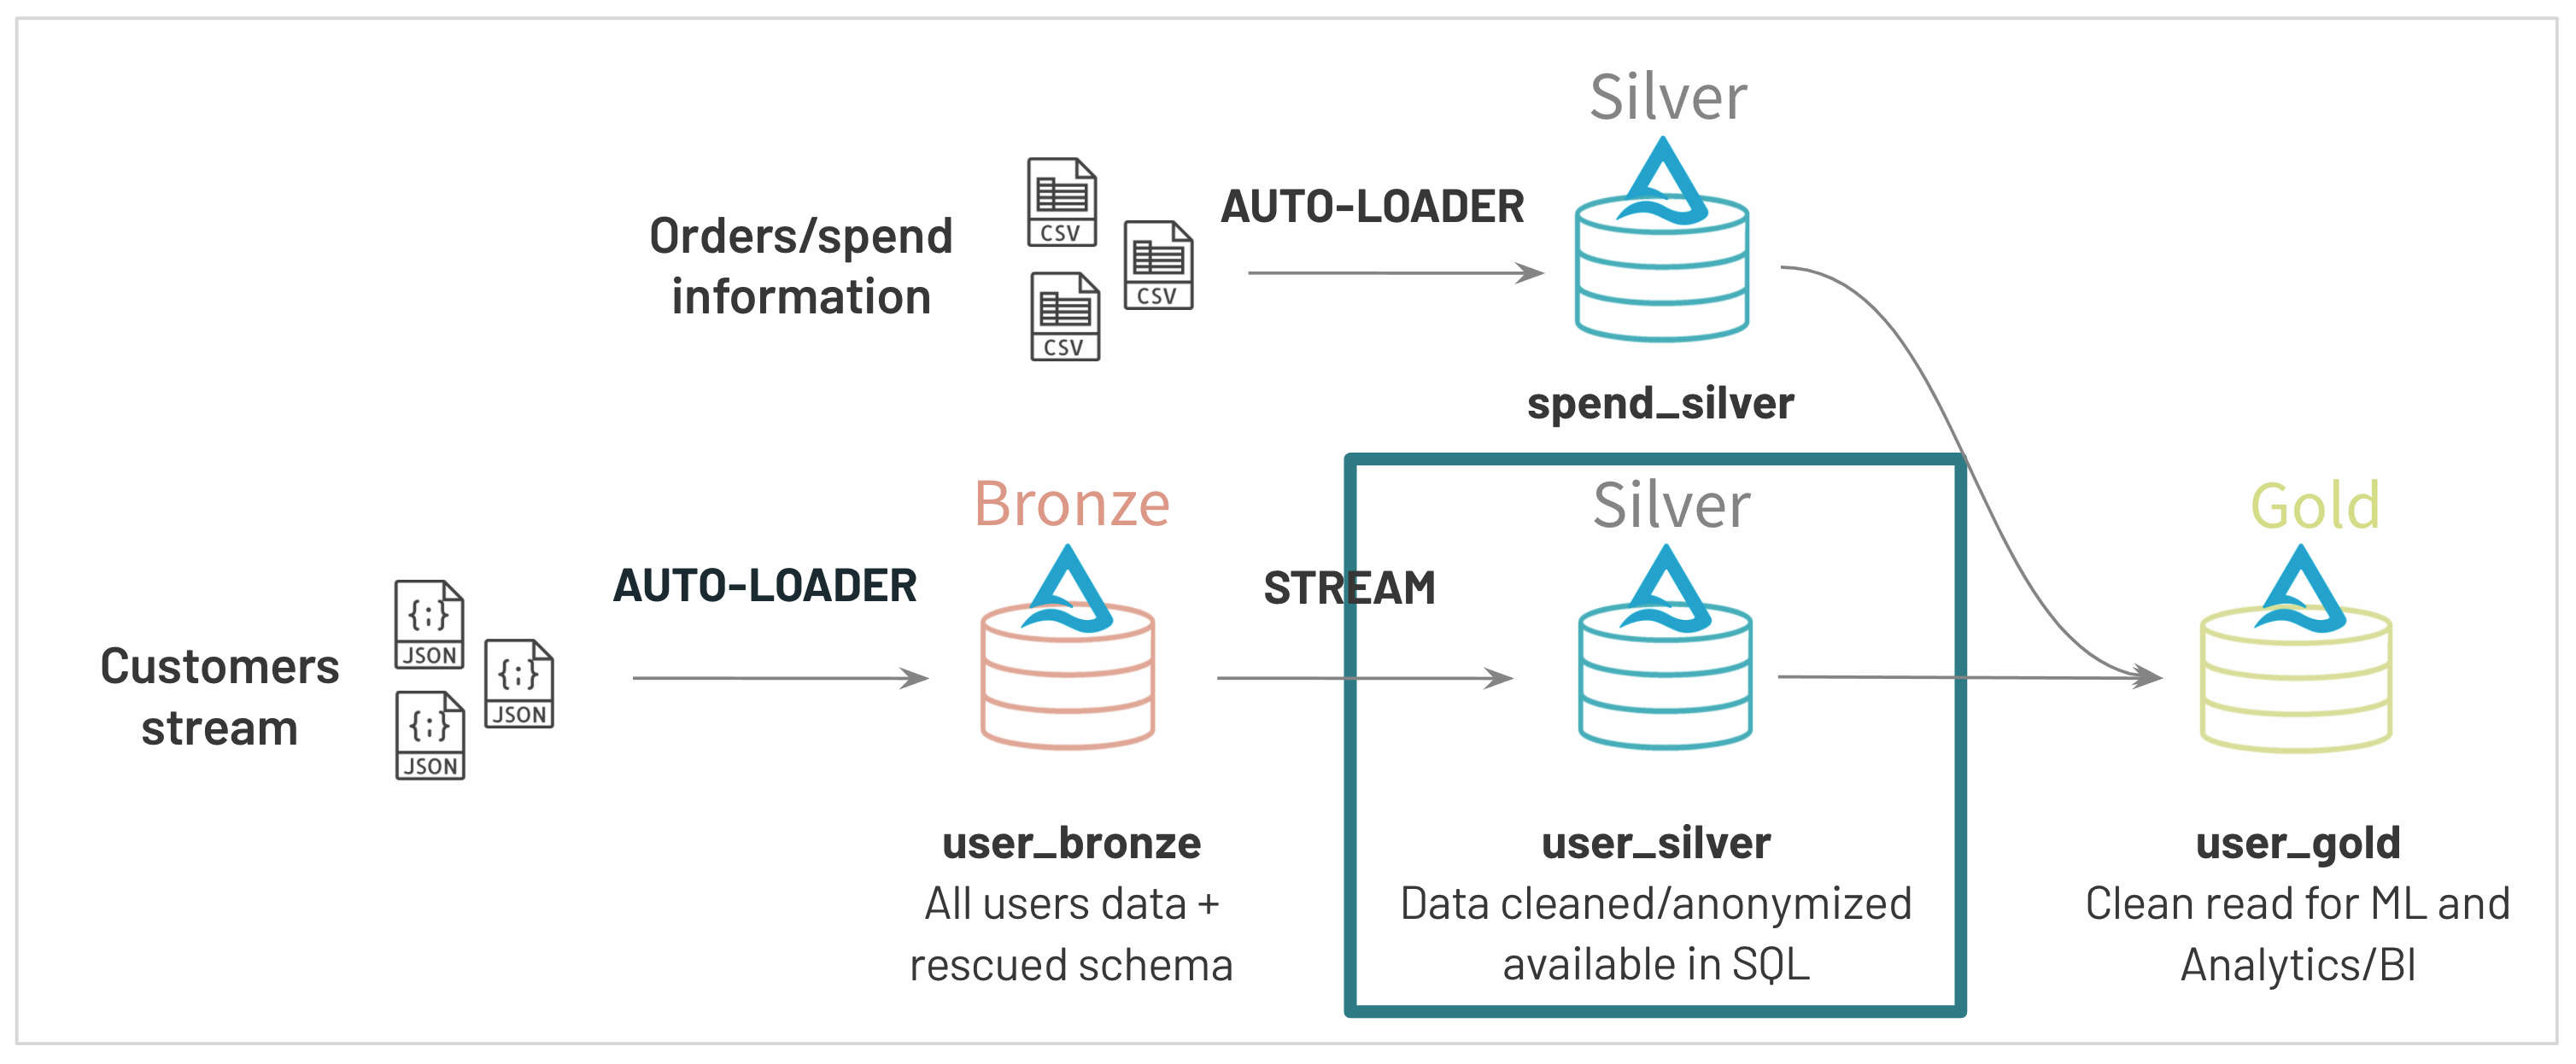 Silver
Orders/spend
information
CSV
CSV
CSV
AUTO-LOADER
spend_silver
Customers
stream
{;}
JSON
{;}
JSON
{;}
JSON
AUTO-LOADER
Bronze
user_bronze
All users data +
rescued schema
STREAM
Silver
user_silver
Data cleaned/anonymized
available in SQL
Gold
user_gold
Clean read for ML and
Analytics/BI